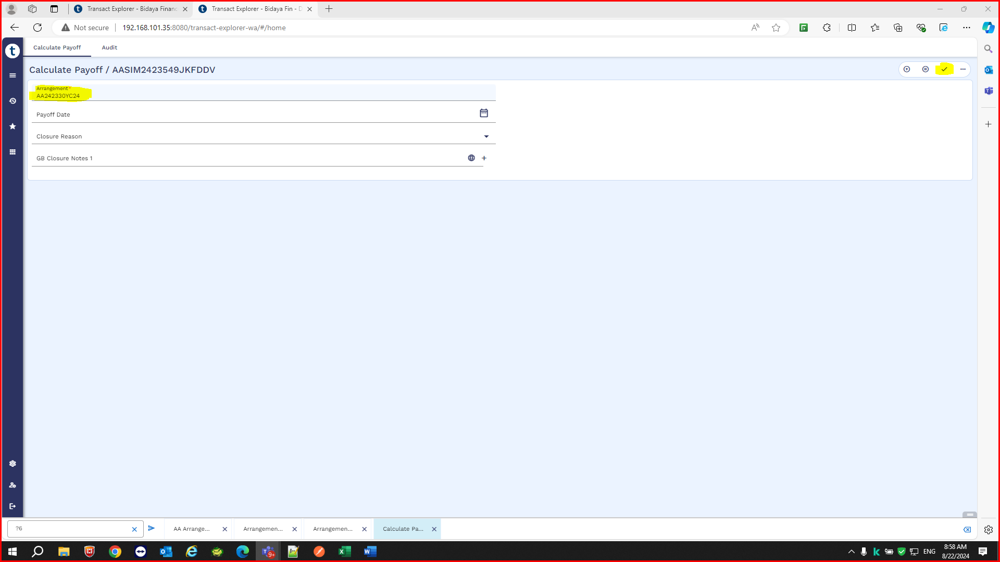 Transact Explorer - Bidaya Financ
Transact Explorer - Bidaya Fin - D
Not secure
192.168.101.35:8080/transact-explorer-wa/#/home
Calculate Payoff
Audit
Calculate Payoff / AASIM2423549JKFDDV
Arrangement*
AA242330YC24
Payoff Date
Closure Reason
GB Closure Notes 1
?6
AA Arrange...
Arrangemen...
Arrangemen...
Calculate Pa...
9+
ENG
8:58 AM
8/22/2024